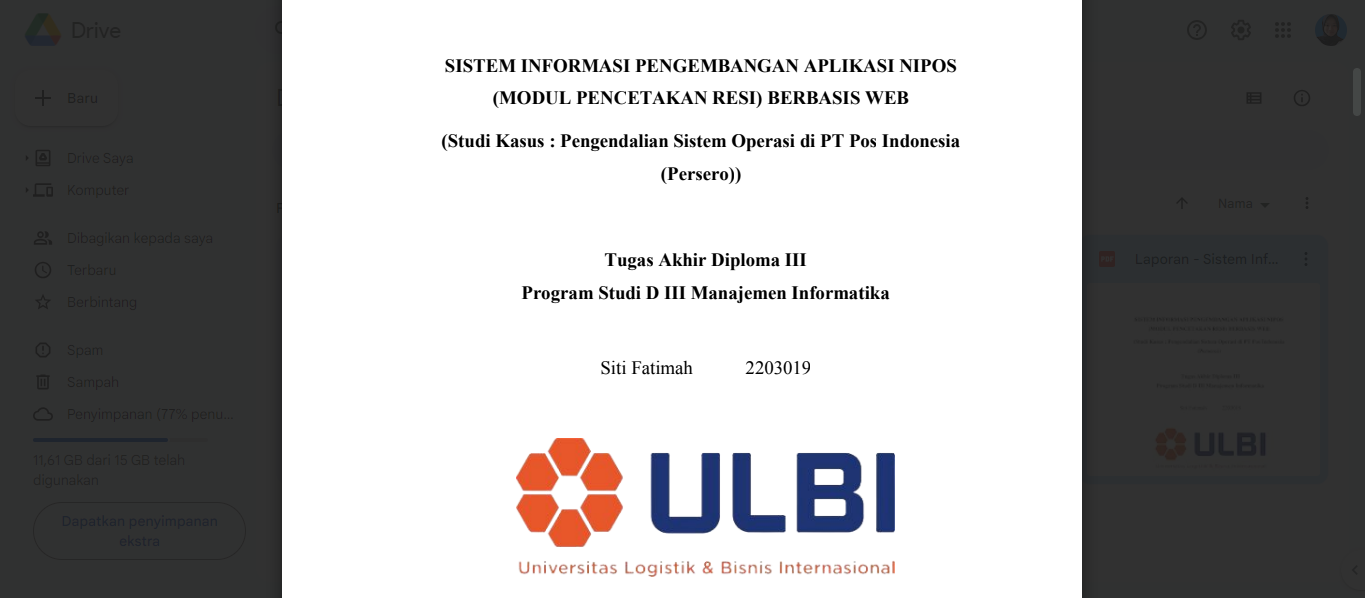 Drive
Baru
Drive Saya
Komputer
Dibagikan kepada saya
Terbaru
Berbintang
Spam
Sampah
Penyimpanan (77% penu...
11,61 GB dari 15 GB telah
digunakan
Dapatkan penyimpanan
ekstra
SISTEM INFORMASI PENGEMBANGAN APLIKASI NIPOS
(MODUL PENCETAKAN RESI) BERBASIS WEB
(Studi Kasus : Pengendalian Sistem Operasi di PT Pos Indonesia
(Persero))
Tugas Akhir Diploma III
Program Studi D III Manajemen Informatika
Siti Fatimah 2203019
ULBI
Universitas Logistik & Bisnis Internasional
Nama
Laporan - Sistem Inf...
ULBI